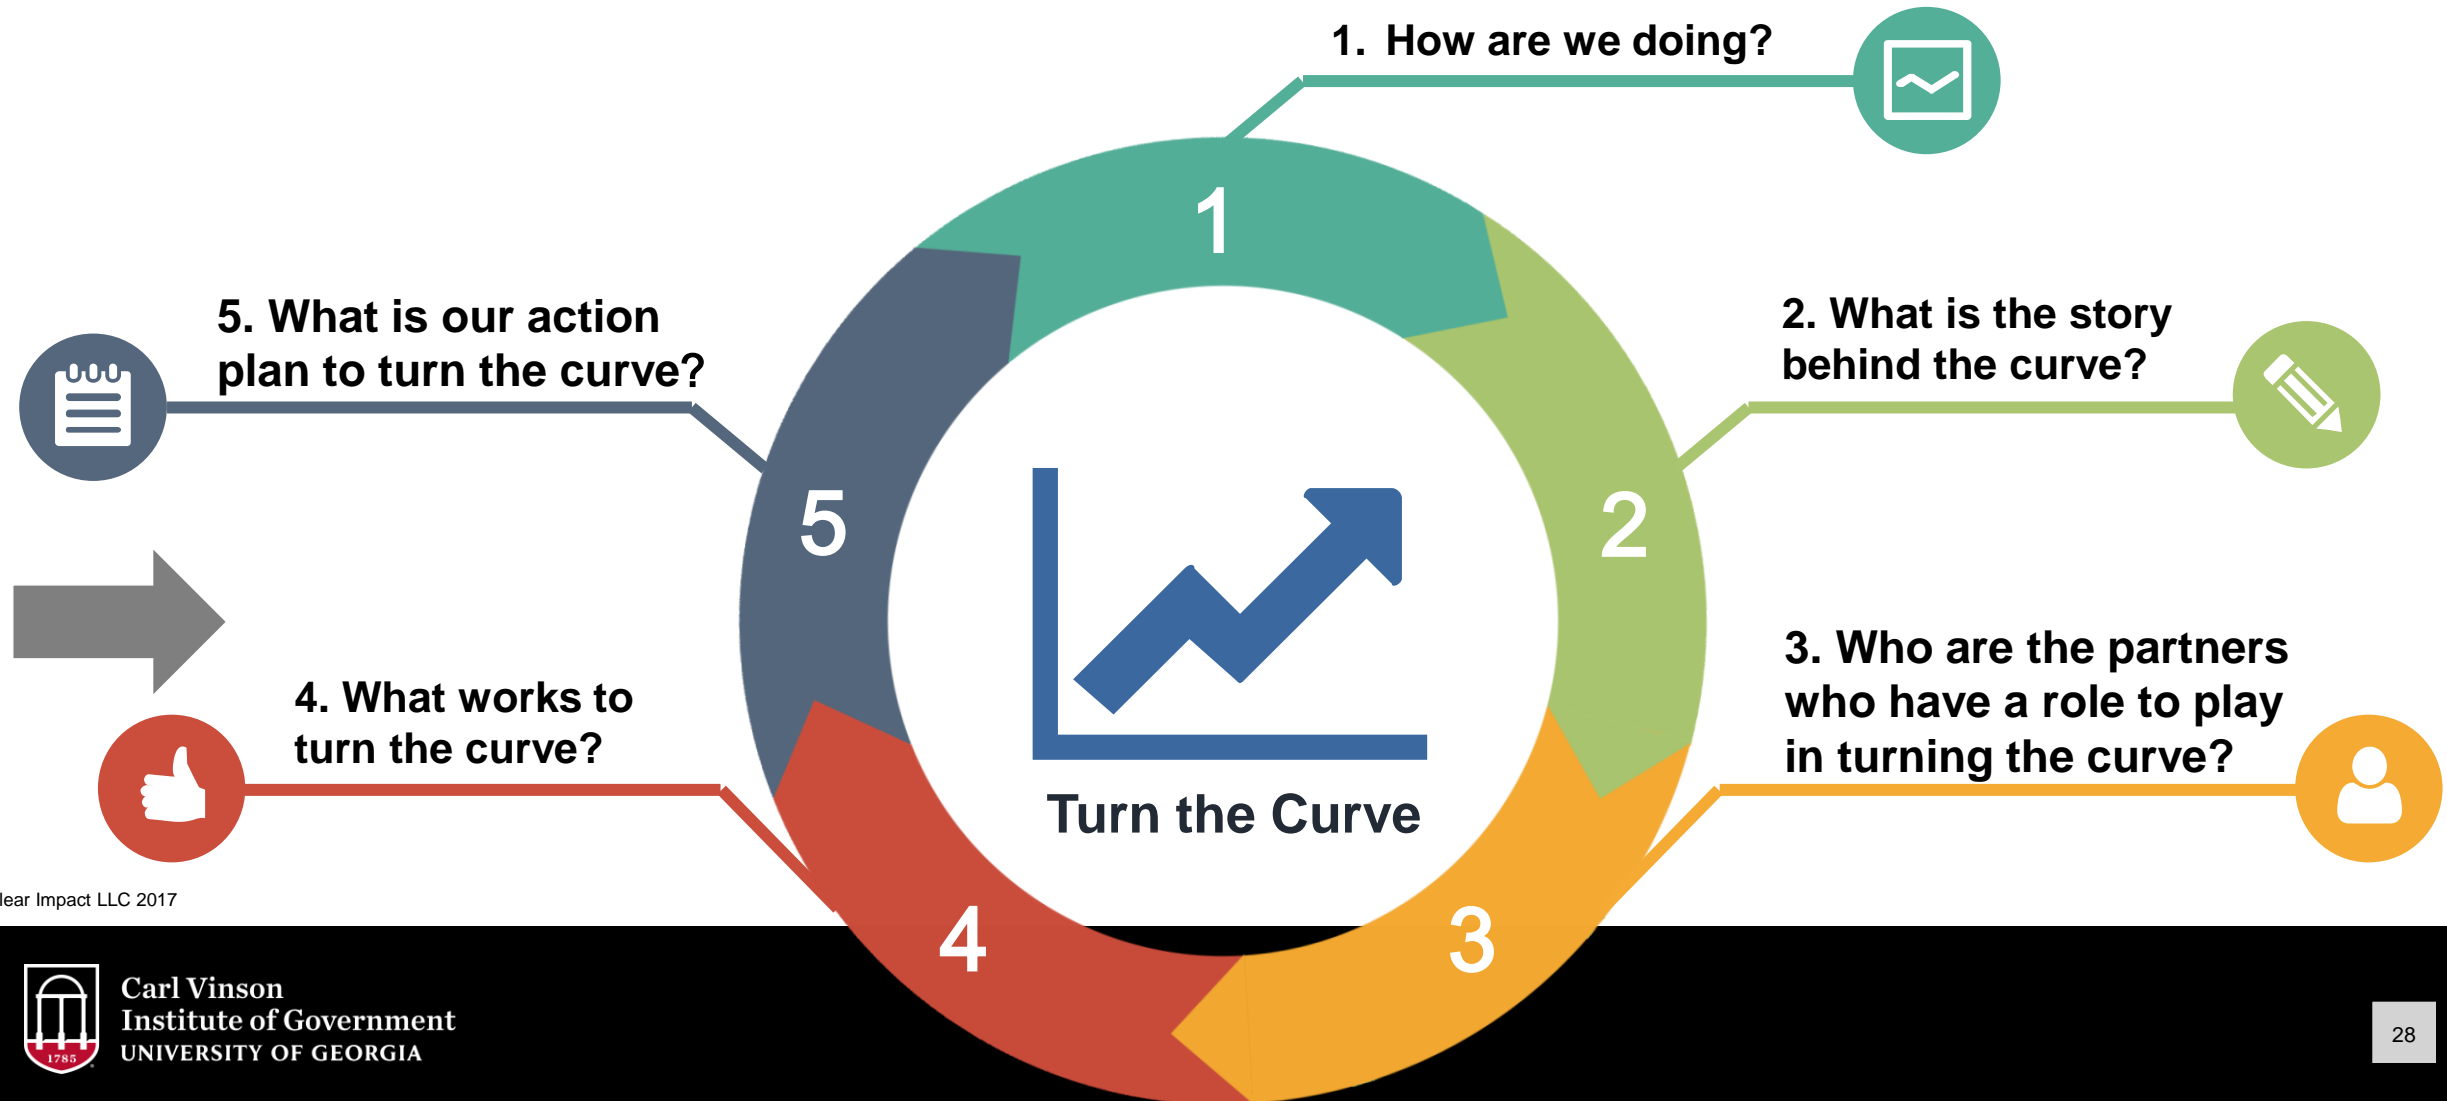 1. How are we doing?
1
5. What is our action
plan to turn the curve?
2. What is the story
behind the curve?
5
2
3. Who are the partners
who have a role to play
in turning the curve?
4. What works to
turn the curve?
Turn the Curve
lear Impact LLC 2017
4
3
Carl Vinson
Institute of Government
UNIVERSITY OF GEORGIA
1785
28